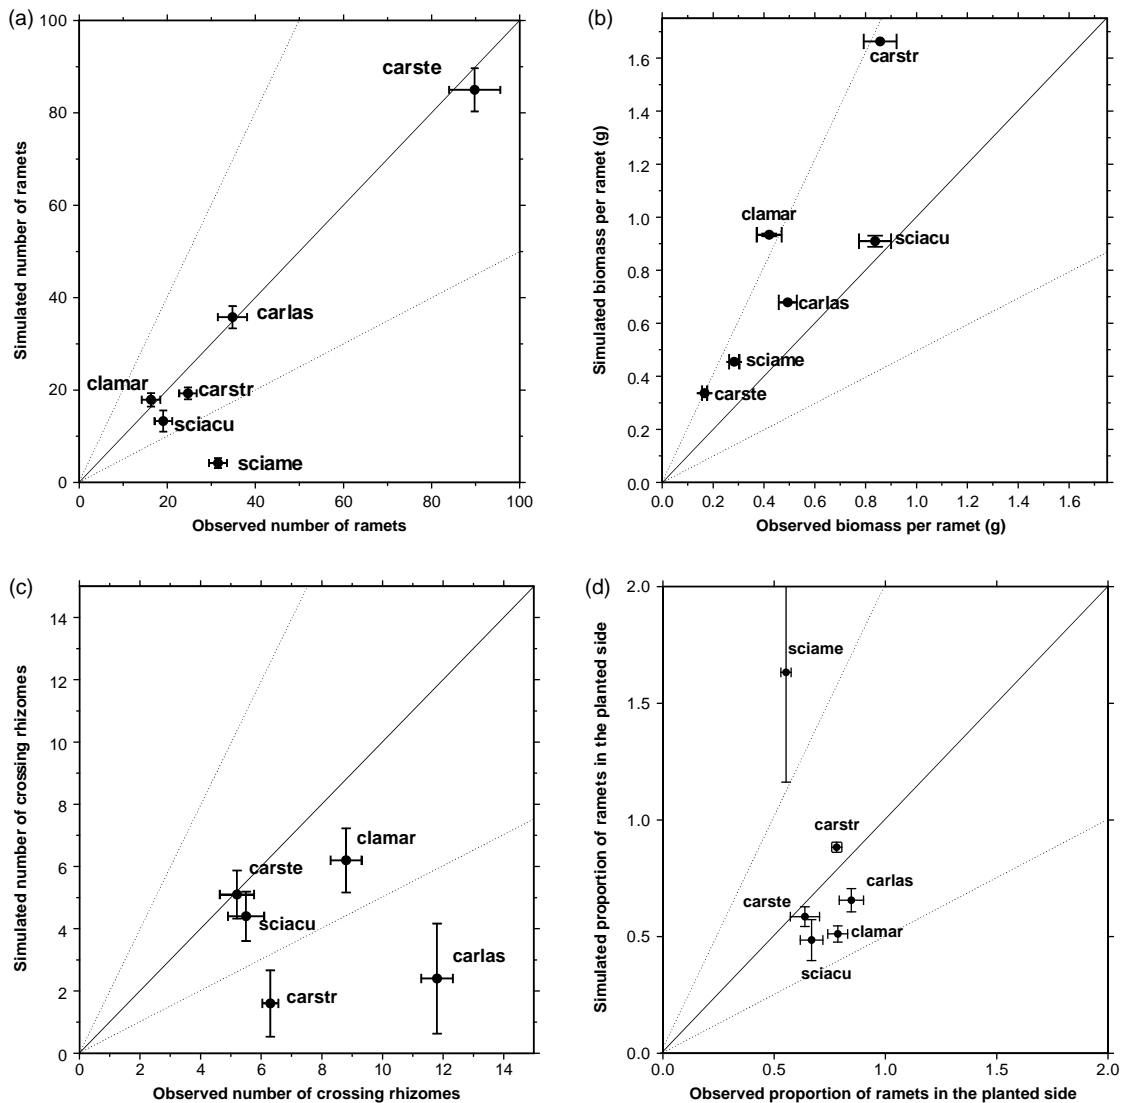 (a)
100
80
60
40
20
0
0 20 40 60 80 100
Simulated number of ramets
Observed number of ramets
carste
carlas
clamar
carstr
sciacu
sciame
(b)
1.6
1.4
1.2
1.0
0.8
0.6
0.4
0.2
0.0
0.0 0.2 0.4 0.6 0.8 1.0 1.2 1.4 1.6
Simulated biomass per ramet (g)
Observed biomass per ramet (g)
carstr
clamar
sciacu
carlas
sciame
carste
(c)
14
12
10
8
6
4
2
0
0 2 4 6 8 10 12 14
Simulated number of crossing rhizomes
Observed number of crossing rhizomes
clamar
carste
sciacu
carlas
carstr
(d)
2.0
1.5
1.0
0.5
0.0
0.0 0.5 1.0 1.5 2.0
Simulated proportion of ramets in the planted side
Observed proportion of ramets in the planted side
sciame
carstr
carlas
carste
clamar
sciacu